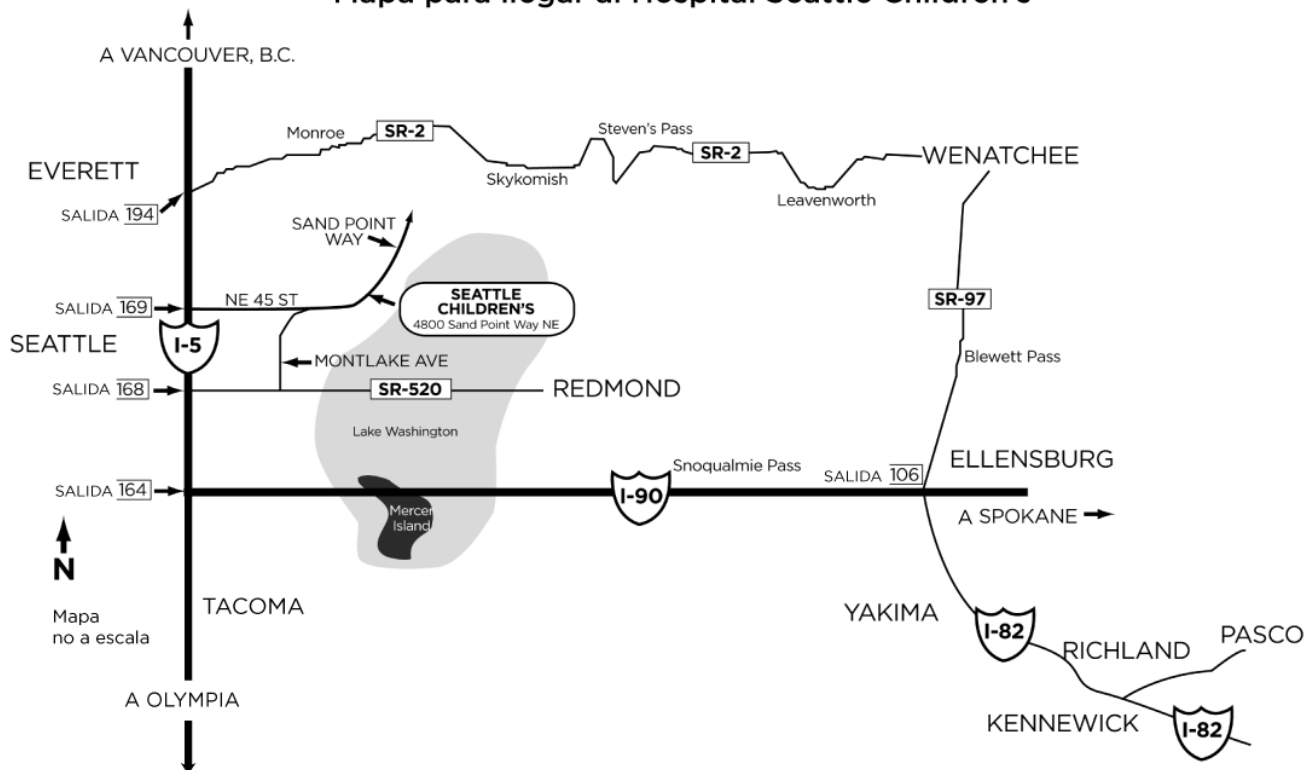 Mapa para llegar al Hospital Seattle Children's
A VANCOUVER, B.C.
Monroe
SR-2
Steven's Pass
SR-2
WENATCHEE
EVERETT
Skykomish
Leavenworth
SALIDA 194
SAND POINT
WAY
SALIDA 169
NE 45 ST
SEATTLE
CHILDREN'S
4800 Sand Point Way NE
SR-97
SEATTLE
I-5
MONTLAKE AVE
Blewett Pass
SALIDA 168
SR-520
REDMOND
Lake Washington
Snoqualmie Pass
SALIDA 106
ELLENSBURG
SALIDA 164
I-90
Mercer
Island
A SPOKANE
N
Mapa
no a escala
TACOMA
YAKIMA
I-82
RICHLAND
PASCO
A OLYMPIA
KENNEWICK
I-82